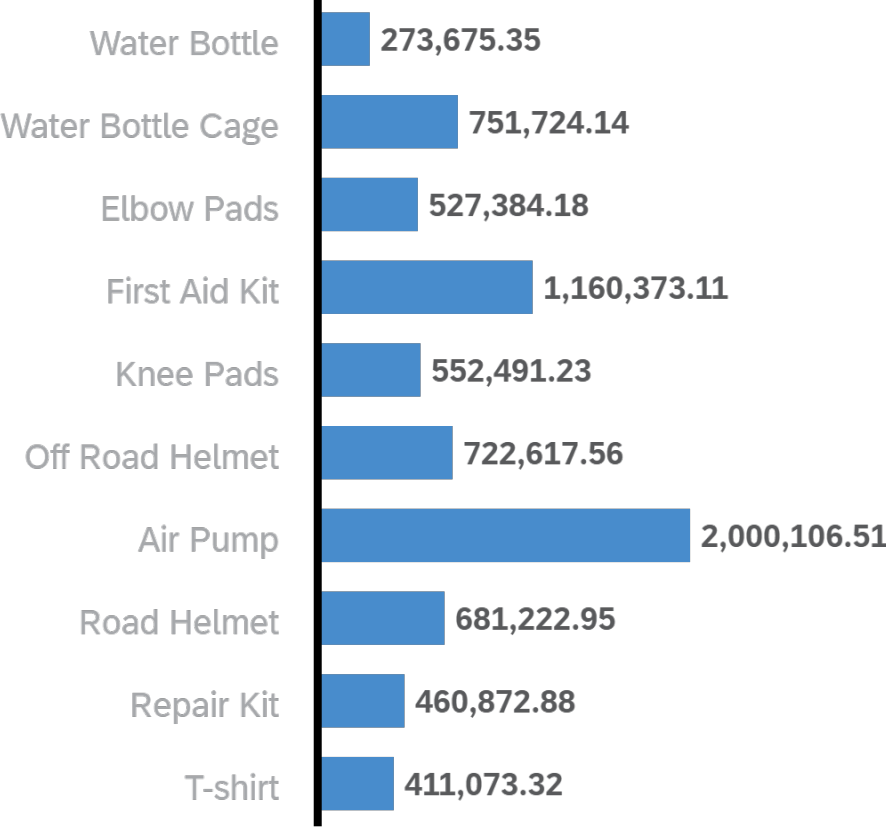 Water Bottle 273,675.35
Water Bottle Cage 751,724.14
Elbow Pads 527,384.18
First Aid Kit 1,160,373.11
Knee Pads 552,491.23
Off Road Helmet 722,617.56
Air Pump 2,000,106.51
Road Helmet 681,222.95
Repair Kit 460,872.88
T-shirt 411,073.32